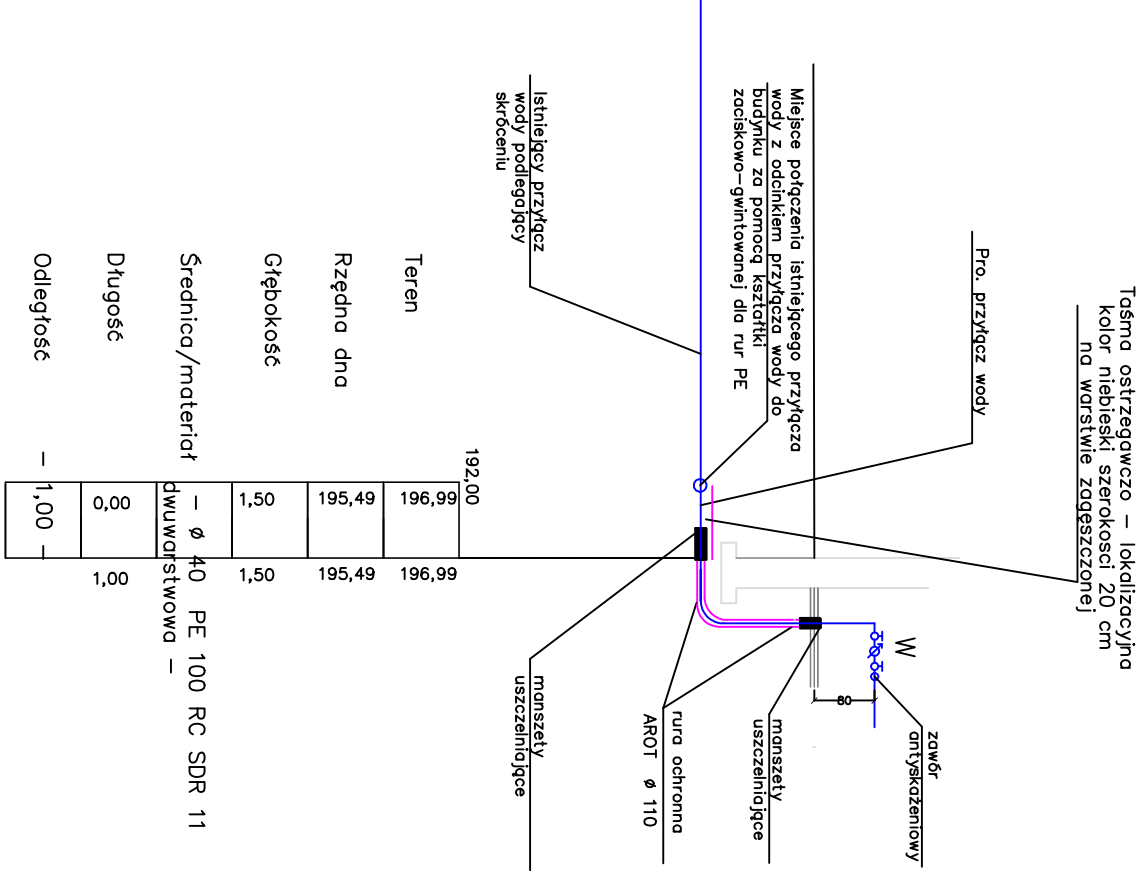 Taśma ostrzegawczo – lokalizacyjna
kolor niebieski szerokosci 20 cm
na warstwie zagęszczonej
Pro. przyłącz wody
Miejsce połączenia istniejącego przyłącza
wody z odcinkiem przyłącza wody do
budynku za pomocą kształtki
zaciskowo–gwintowanej dla rur PE
Istniejący przyłącz
wody podlegający
skróceniu
W
80
zawór
antyskażeniowy
manszety
uszczelniające
rura ochronna
AROT ø 110
manszety
uszczelniające
192,00
Teren
196,99
196,99
Rzędna dna
195,49
195,49
Głębokość
1,50
1,50
Średnica/materiał – ø 40 PE 100 RC SDR 11
dwuwarstwowa –
Długość
0,00
1,00
Odległość – 1,00 –